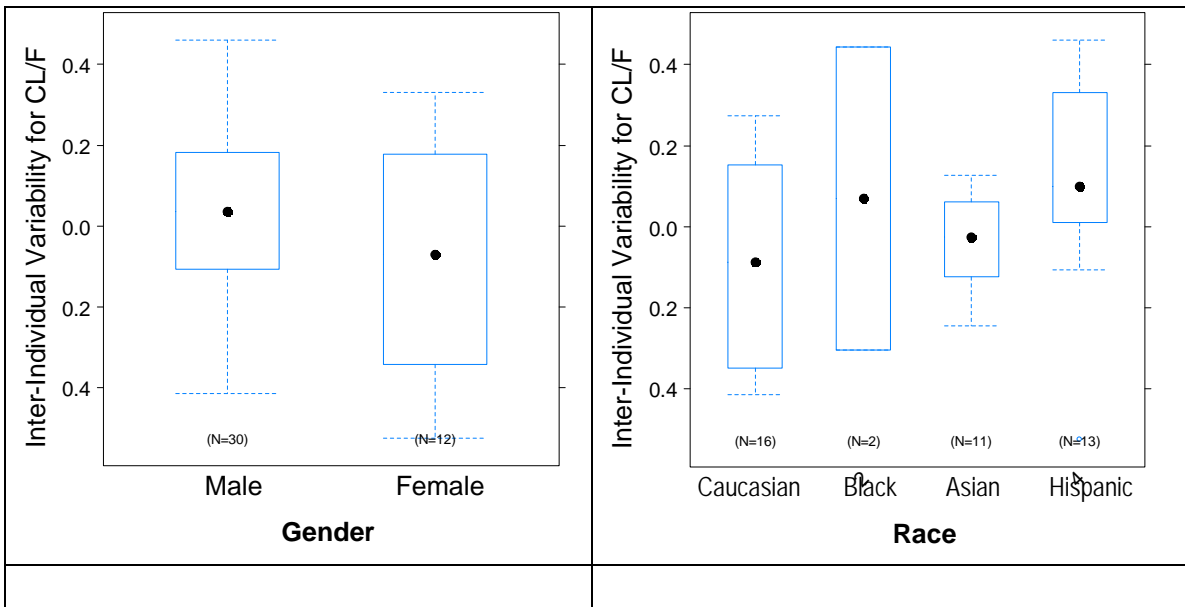 Inter-Individual Variability for CL/F
0.4
0.2
0.0
0.2
0.4
(N=30)
(N=12)
Male
Female
Gender
Inter-Individual Variability for CL/F
0.4
0.2
0.0
0.2
0.4
(N=16)
(N=2)
(N=11)
(N=13)
Caucasian
Black
2
Asian
Hispanic
4
Race